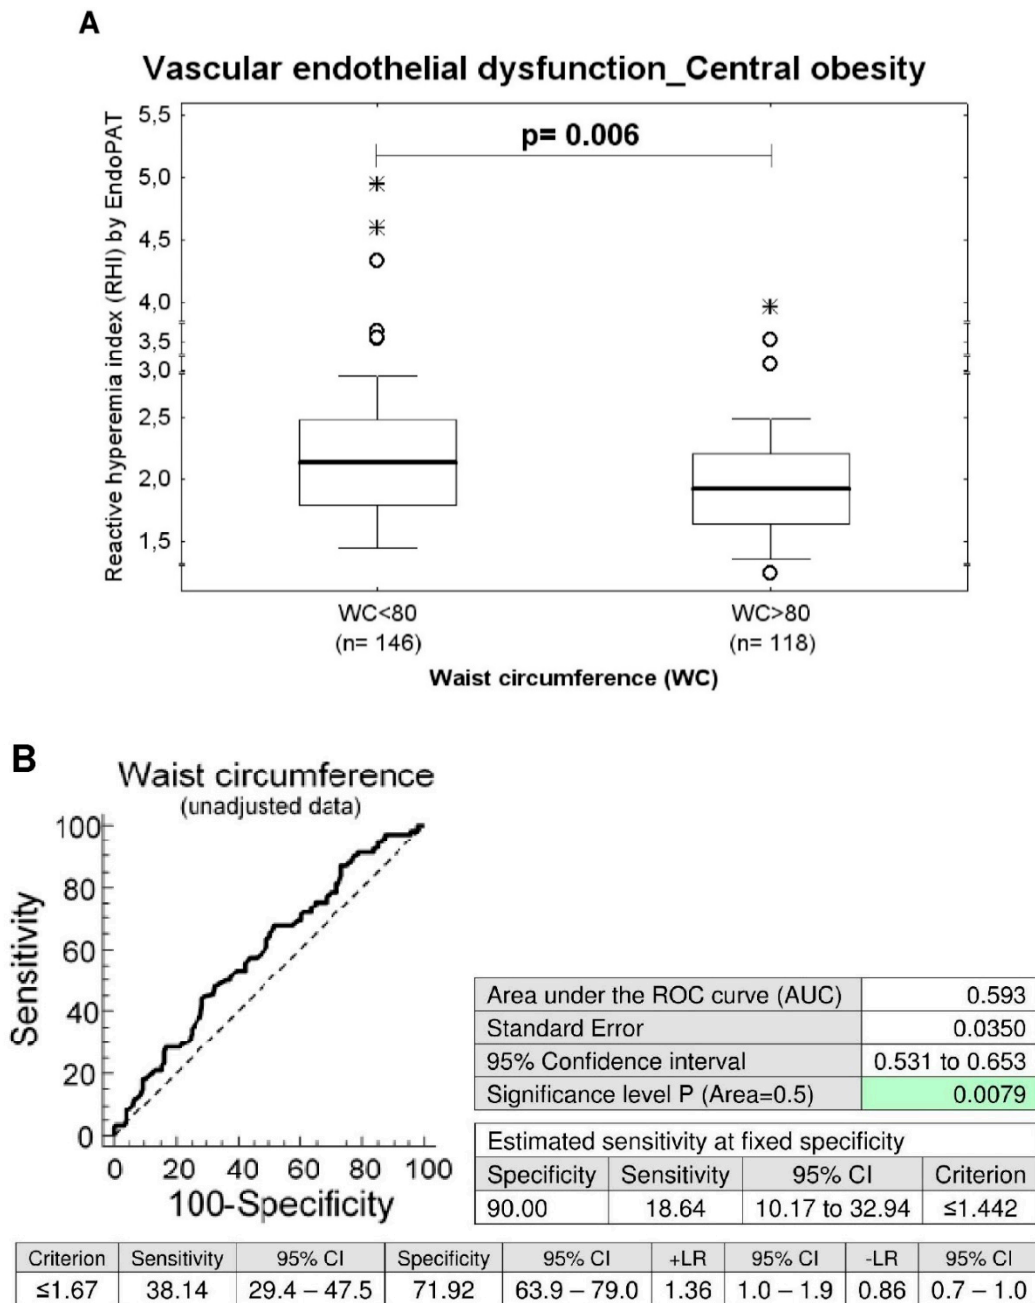 A
Vascular endothelial dysfunction_Central obesity
Reactive hyperemia index (RHI) by EndoPAT
5,5
5,0
4,5
4,0
3,5
3,0
2,5
2,0
1,5
p= 0.006
WC<80
(n= 146)
WC>80
(n= 118)
Waist circumference (WC)
B
Waist circumference
(unadjusted data)
Sensitivity
100
80
60
40
20
0
0 20 40 60 80 100
100-Specificity
Area under the ROC curve (AUC) 0.593
Standard Error 0.0350
95% Confidence interval 0.531 to 0.653
Significance level P (Area=0.5) 0.0079
Estimated sensitivity at fixed specificity
Specificity Sensitivity 95% CI Criterion
90.00 18.64 10.17 to 32.94 ≤1.442
Criterion Sensitivity 95% CI Specificity 95% CI +LR 95% CI -LR 95% CI
≤1.67 38.14 29.4 – 47.5 71.92 63.9 – 79.0 1.36 1.0 – 1.9 0.86 0.7 – 1.0